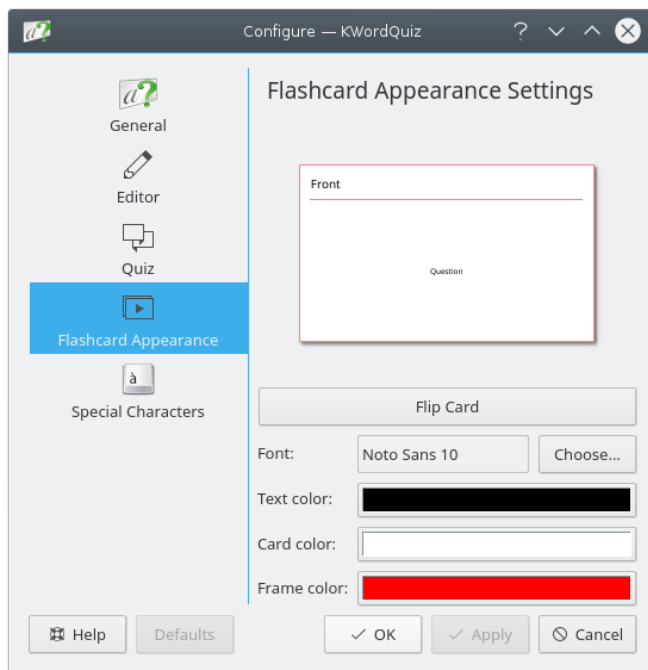 Configure — KWordQuiz
General
Editor
Quiz
Flashcard Appearance
à
Special Characters
Flashcard Appearance Settings
Front
Question
Flip Card
Font: Noto Sans 10 Choose...
Text color:
Card color:
Frame color:
Help Defaults OK Apply Cancel